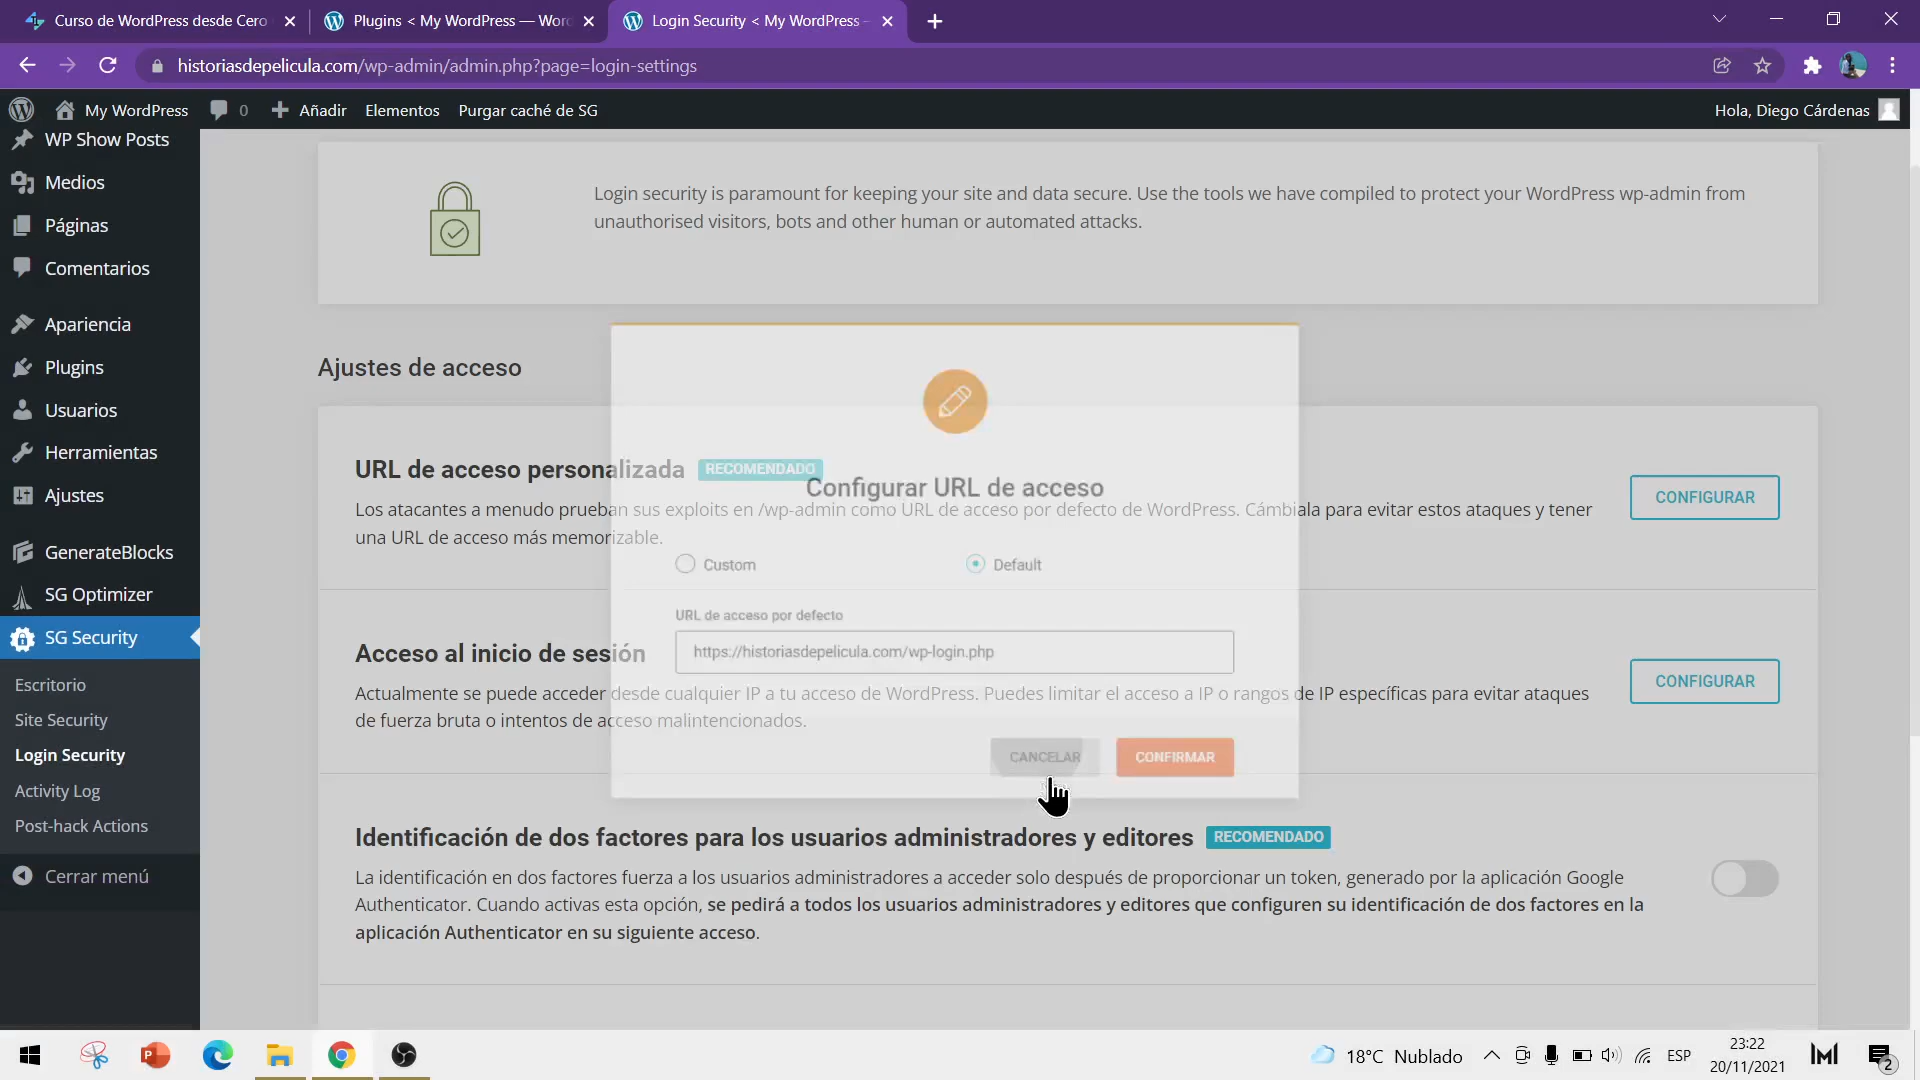 Curso de WordPress desde Cero
Plugins < My WordPress — Wor
Login Security < My WordPress –
historiasdepelicula.com/wp-admin/admin.php?page=login-settings
My WordPress
0
Añadir
Elementos
Purgar caché de SG
Hola, Diego Cárdenas
WP Show Posts
Medios
Páginas
Comentarios
Apariencia
Plugins
Usuarios
Herramientas
Ajustes
GenerateBlocks
SG Optimizer
SG Security
Escritorio
Site Security
Login Security
Activity Log
Post-hack Actions
Cerrar menú
Login security is paramount for keeping your site and data secure. Use the tools we have compiled to protect your WordPress wp-admin from
unauthorised visitors, bots and other human or automated attacks.
Ajustes de acceso
URL de acceso personalizada RECOMENDADO
Los atacantes a menudo prueban sus exploits en /wp-admin como URL de acceso por defecto de WordPress. Cámbiala para evitar estos ataques y tener
una URL de acceso más memorizable.
CONFIGURAR
Configurar URL de acceso
Custom
Default
URL de acceso por defecto
https://historiasdepelicula.com/wp-login.php
CANCELAR
CONFIRMAR
Acceso al inicio de sesión
Actualmente se puede acceder desde cualquier IP a tu acceso de WordPress. Puedes limitar el acceso a IP o rangos de IP específicas para evitar ataques
de fuerza bruta o intentos de acceso malintencionados.
CONFIGURAR
Identificación de dos factores para los usuarios administradores y editores RECOMENDADO
La identificación en dos factores fuerza a los usuarios administradores a acceder solo después de proporcionar un token, generado por la aplicación Google
Authenticator. Cuando activas esta opción, se pedirá a todos los usuarios administradores y editores que configuren su identificación de dos factores en la
aplicación Authenticator en su siguiente acceso.
18°C Nublado
ESP
23:22
20/11/2021
2